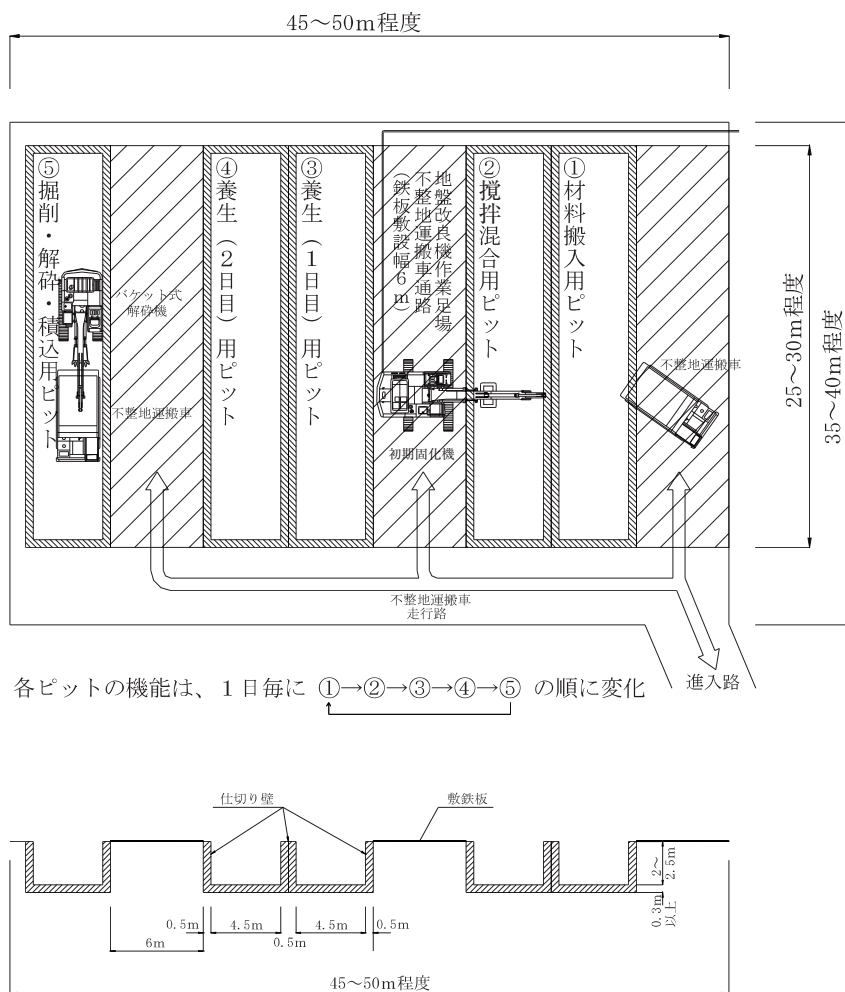 45～50m程度
⑤掘削・解砕・積込用ピット
バケット式
解砕機
不整地運搬車
④養生（2日目）用ピット
③養生（1日目）用ピット
地盤改良機作業足場
不整地運搬車通路
（鉄板敷設幅6m）
初期固化機
②撹拌混合用ピット
①材料搬入用ピット
不整地運搬車
25～30m程度
35～40m程度
不整地運搬車
走行路
進入路
各ピットの機能は、1日毎に ①→②→③→④→⑤ の順に変化
仕切り壁
敷鉄板
2～
2.5m
0.3m
以上
0.5m
4.5m
0.5m
4.5m
0.5m
6m
45～50m程度